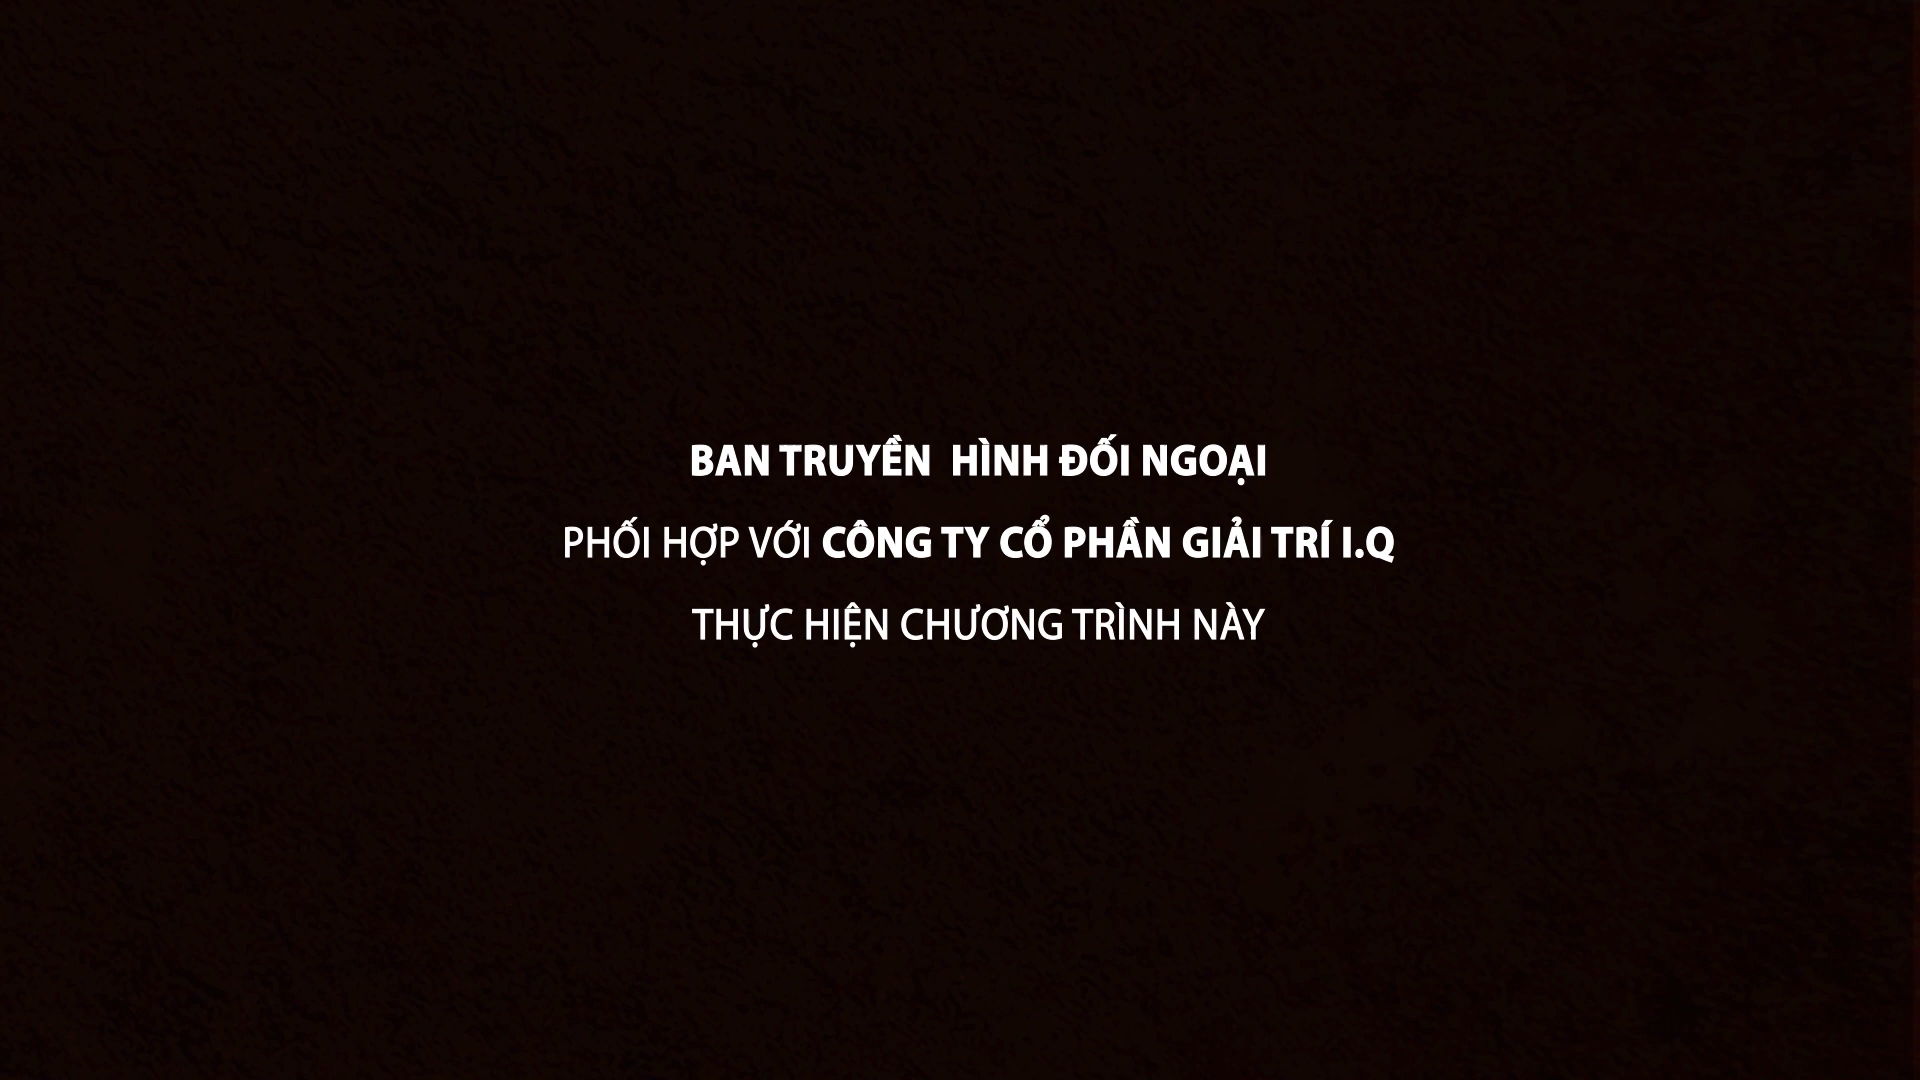 BAN TRUYỀN HÌNH ĐỐI NGOẠI
PHỐI HỢP VỚI CÔNG TY CỔ PHẦN GIẢI TRÍ I.Q
THỰC HIỆN CHƯƠNG TRÌNH NÀY